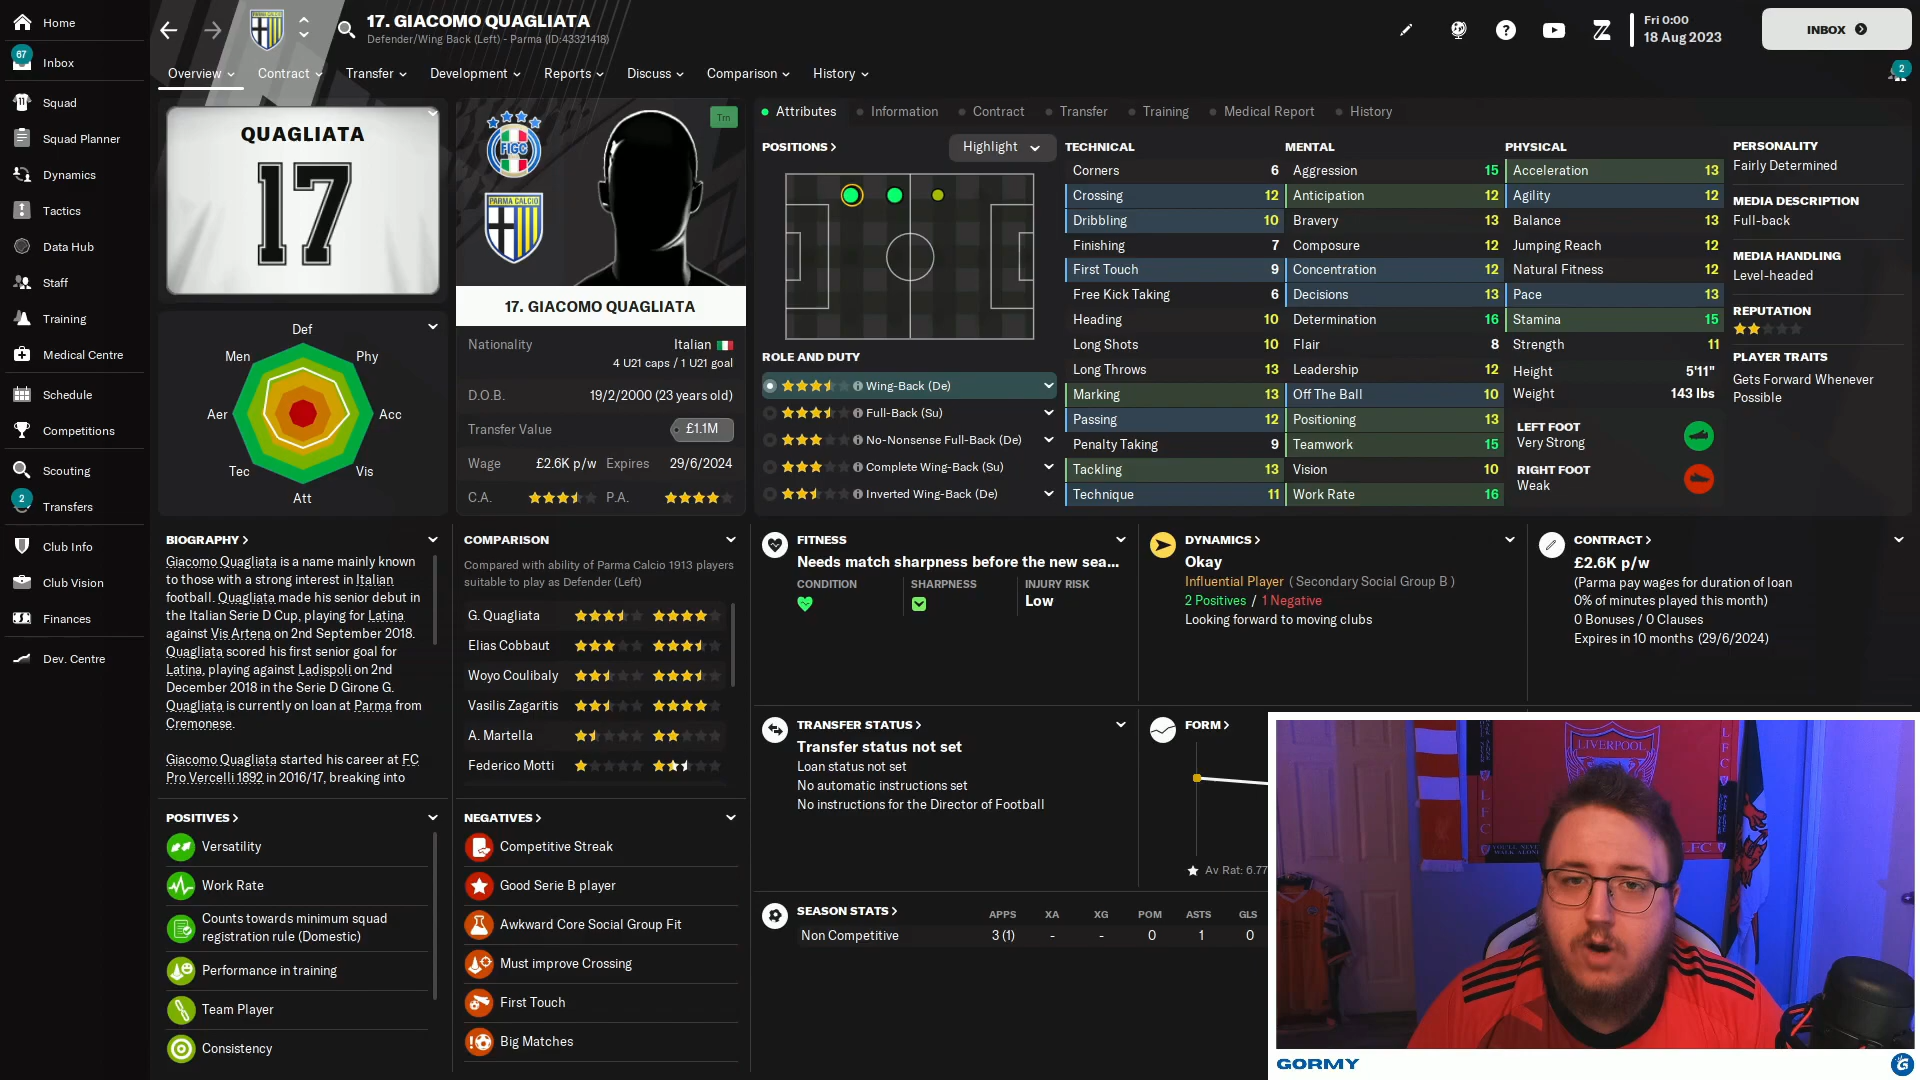 Home
67
Inbox
Squad
Squad Planner
Dynamics
Tactics
Data Hub
Staff
Training
Medical Centre
Schedule
Competitions
Scouting
2
Transfers
Club Info
Club Vision
Finances
Dev. Centre
17. GIACOMO QUAGLIATA
Defender/Wing Back (Left) - Parma (ID:43321418)
Fri 0:00
18 Aug 2023
INBOX
2
Overview
Contract
Transfer
Development
Reports
Discuss
Comparison
History
QUAGLIATA
17
Def
Men
Phy
Aer
Acc
Tec
Vis
Att
Trn
FIGC
PARMA CALCIO
17. GIACOMO QUAGLIATA
Nationality Italian
4 U21 caps / 1 U21 goal
D.O.B. 19/2/2000 (23 years old)
Transfer Value £1.1M
Wage £2.6K p/w Expires 29/6/2024
C.A. P.A.
Attributes
Information
Contract
Transfer
Training
Medical Report
History
POSITIONS
Highlight
ROLE AND DUTY
Wing-Back (De)
Full-Back (Su)
No-Nonsense Full-Back (De)
Complete Wing-Back (Su)
Inverted Wing-Back (De)
TECHNICAL
Corners 6
Crossing 12
Dribbling 10
Finishing 7
First Touch 9
Free Kick Taking 6
Heading 10
Long Shots 10
Long Throws 13
Marking 13
Passing 12
Penalty Taking 9
Tackling 13
Technique 11
MENTAL
Aggression 15
Anticipation 12
Bravery 13
Composure 12
Concentration 12
Decisions 13
Determination 16
Flair 8
Leadership 12
Off The Ball 10
Positioning 13
Teamwork 15
Vision 10
Work Rate 16
PHYSICAL
Acceleration 13
Agility 12
Balance 13
Jumping Reach 12
Natural Fitness 12
Pace 13
Stamina 15
Strength 11
Height 5'11"
Weight 143 lbs
LEFT FOOT
Very Strong
RIGHT FOOT
Weak
PERSONALITY
Fairly Determined
MEDIA DESCRIPTION
Full-back
MEDIA HANDLING
Level-headed
REPUTATION
PLAYER TRAITS
Gets Forward Whenever
Possible
BIOGRAPHY
Giacomo Quagliata is a name mainly known
to those with a strong interest in Italian
football. Quagliata made his senior debut in
the Italian Serie D Cup, playing for Latina
against Vis Artena on 2nd September 2018.
Quagliata scored his first senior goal for
Latina, playing against Ladispoli on 2nd
December 2018 in the Serie D Girone G.
Quagliata is currently on loan at Parma from
Cremonese.
Giacomo Quagliata started his career at FC
Pro Vercelli 1892 in 2016/17, breaking into
COMPARISON
Compared with ability of Parma Calcio 1913 players
suitable to play as Defender (Left)
G. Quagliata
Elias Cobbaut
Woyo Coulibaly
Vasilis Zagaritis
A. Martella
Federico Motti
FITNESS
Needs match sharpness before the new sea...
CONDITION
SHARPNESS
INJURY RISK
Low
DYNAMICS
Okay
Influential Player ( Secondary Social Group B )
2 Positives / 1 Negative
Looking forward to moving clubs
CONTRACT
£2.6K p/w
(Parma pay wages for duration of loan
0% of minutes played this month)
0 Bonuses / 0 Clauses
Expires in 10 months (29/6/2024)
TRANSFER STATUS
Transfer status not set
Loan status not set
No automatic instructions set
No instructions for the Director of Football
FORM
Av Rat: 6.77
POSITIVES
Versatility
Work Rate
Counts towards minimum squad
registration rule (Domestic)
Performance in training
Team Player
Consistency
NEGATIVES
Competitive Streak
Good Serie B player
Awkward Core Social Group Fit
Must improve Crossing
First Touch
Big Matches
SEASON STATS APPS XA XG POM ASTS GLS
Non Competitive 3 (1) - - 0 1 0
LIVERPOOL
LFC
LFC
GORMY